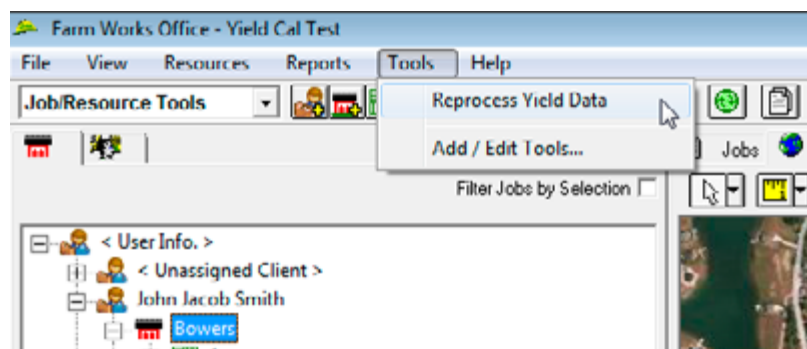 Farm Works Office - Yield Cal Test
File View Resources Reports Tools Help
Job/Resource Tools
Reprocess Yield Data
Add / Edit Tools...
Jobs
Filter Jobs by Selection
< User Info. >
< Unassigned Client >
John Jacob Smith
Bowers